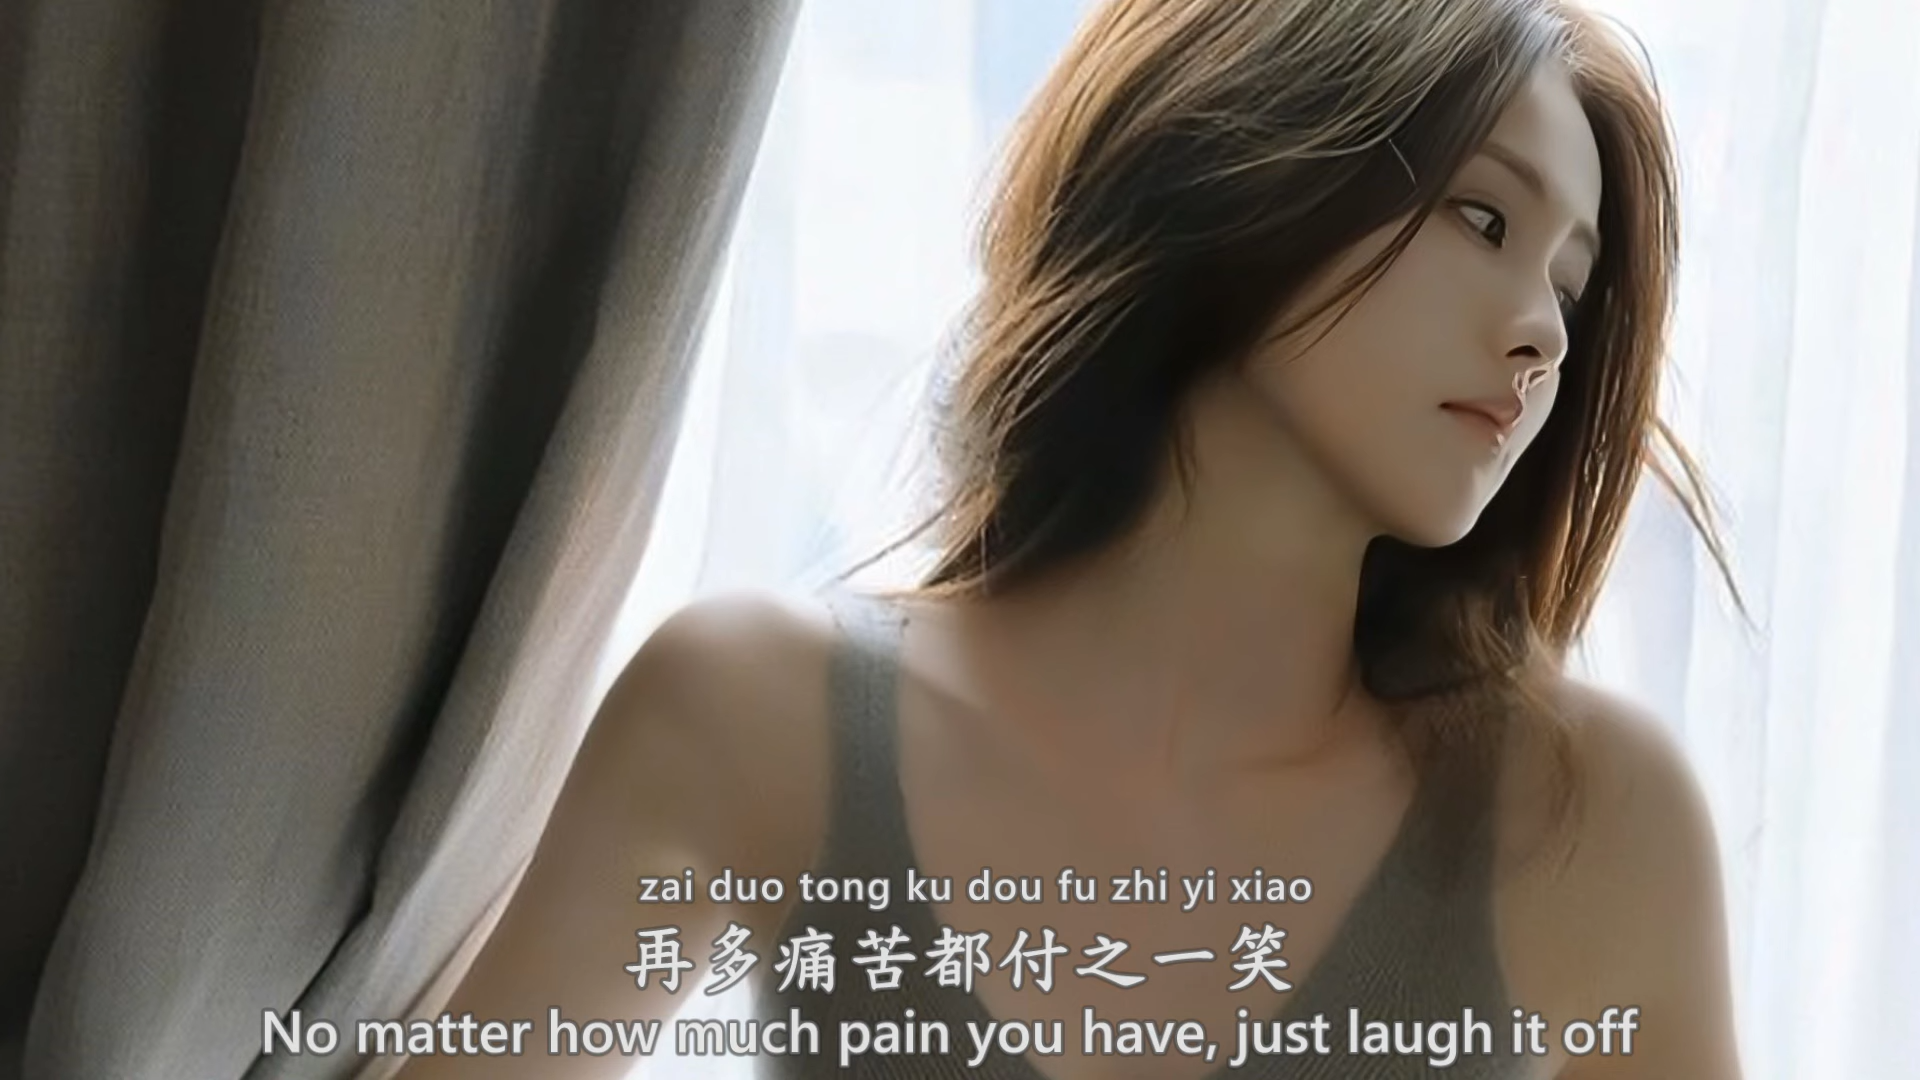 zai duo tong ku dou fu zhi yi xiao
再多痛苦都付之一笑
No matter how much pain you have, just laugh it off